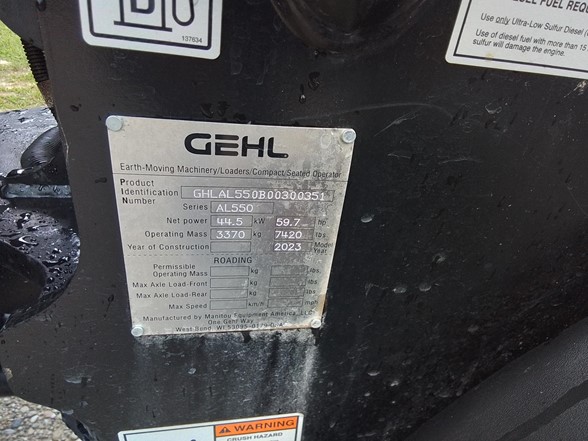 137634
ESEL FUEL REQU
Use only Ultra-Low Sulfur Diesel (
Use of diesel fuel with more than 15
sulfur will damage the engine.
GEHL
Earth-Moving Machinery/Loaders/Compact Seated Operator
Product
Identification GHLAL550B00300351
Number
Series AL550
Net power 44.5 kW 59.7 hp
Operating Mass 3370 kg 7420 lbs.
Year of Construction 2023 Model Year
ROADING
Permissible
Operating Mass kg lbs.
Max Axle Load-Front kg lbs.
Max Axle Load-Rear kg lbs.
Max Speed km/h mph
Manufactured by Manitou Equipment America, LLC
One Gehl Way
West Bend, WI 53095-0179
WARNING
CRUSH HAZARD